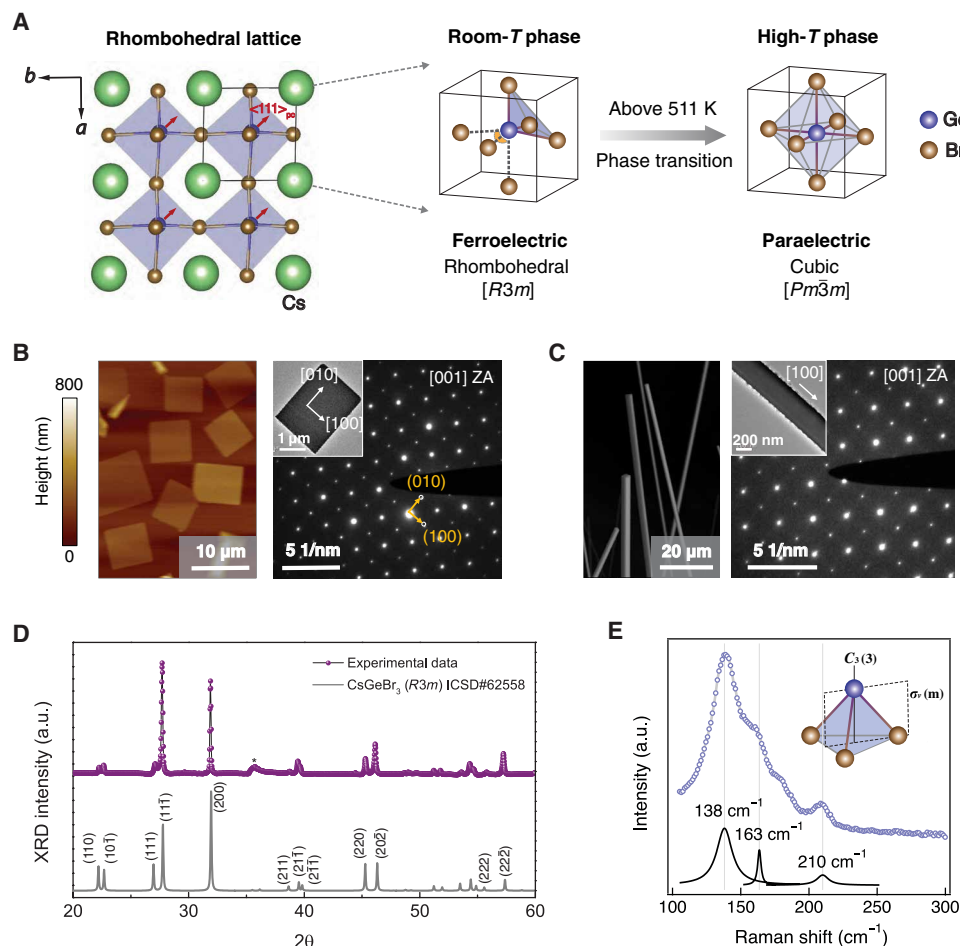 A
Rhombohedral lattice
b
a
<111>
Cs
Room-T phase
Above 511 K
Phase transition
High-T phase
Ge
Br
Ferroelectric
Rhombohedral
[R3m]
Paraelectric
Cubic
[Pm3̄m]
B
800
0
Height (nm)
10 μm
[010]
[100]
1 μm
[001] ZA
(010)
(100)
5 1/nm
C
20 μm
[100]
200 nm
[001] ZA
5 1/nm
D
Experimental data
CsGeBr₃ (R3m) ICSD#62558
*
(110)
(101̄)
(111)
(111̄)
(200)
(211)
(211̄)
(21̄1̄)
(220)
(202̄)
(222)
(222̄)
XRD intensity (a.u.)
20 30 40 50 60
2θ
E
C₃ (3)
σᵥ (m)
138 cm⁻¹
163 cm⁻¹
210 cm⁻¹
Intensity (a.u.)
100 150 200 250 300
Raman shift (cm⁻¹)